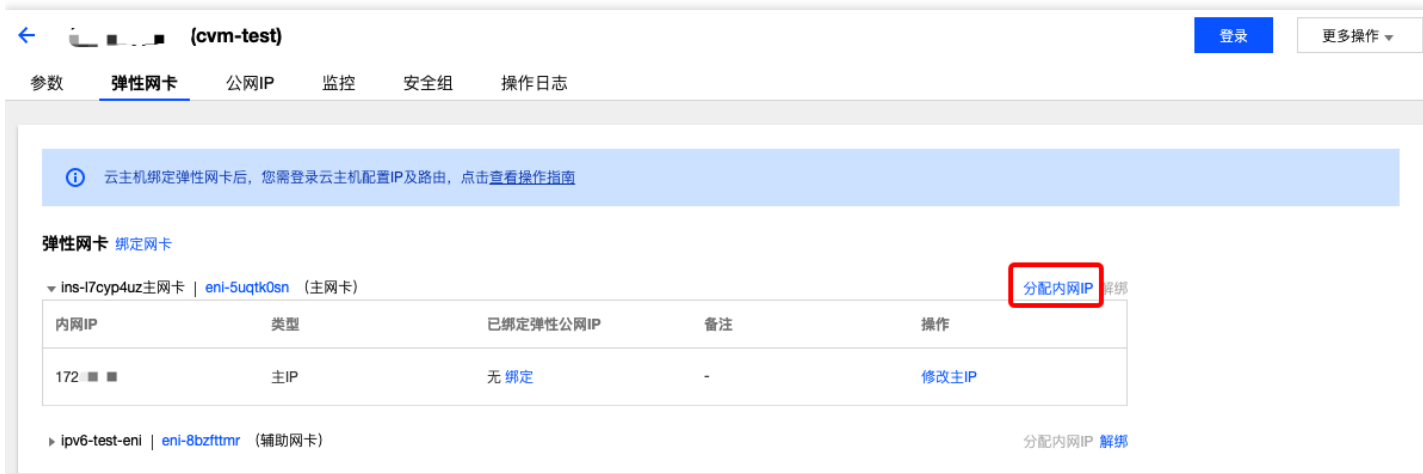 (cvm-test) 登录 更多操作
参数 弹性网卡 公网IP 监控 安全组 操作日志
云主机绑定弹性网卡后，您需登录云主机配置IP及路由，点击查看操作指南
弹性网卡 绑定网卡
ins-l7cyp4uz主网卡 | eni-5uqtk0sn （主网卡） 分配内网IP 解绑
内网IP 类型 已绑定弹性公网IP 备注 操作
172 主IP 无 绑定 - 修改主IP
ipv6-test-eni | eni-8bzfttmr （辅助网卡） 分配内网IP 解绑